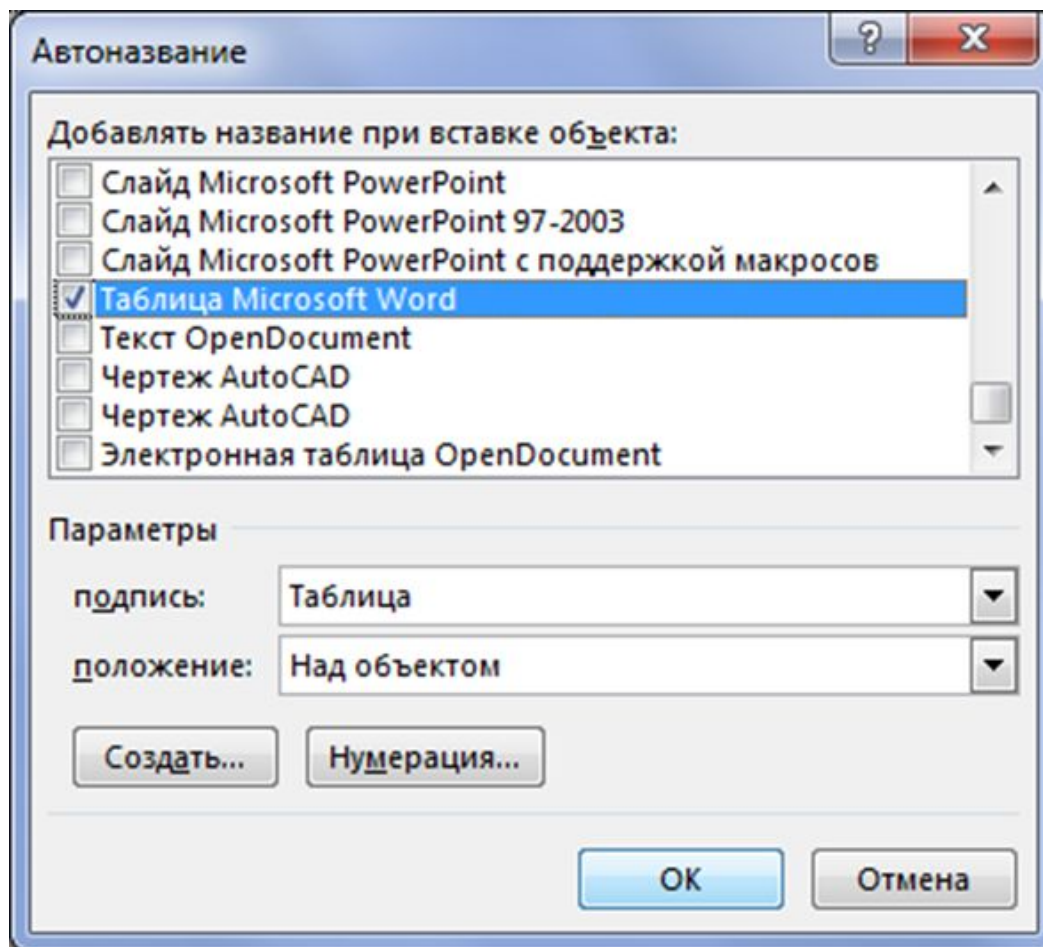 Автоназвание
Добавлять название при вставке объекта:
Слайд Microsoft PowerPoint
Слайд Microsoft PowerPoint 97-2003
Слайд Microsoft PowerPoint с поддержкой макросов
Таблица Microsoft Word
Текст OpenDocument
Чертеж AutoCAD
Чертеж AutoCAD
Электронная таблица OpenDocument
Параметры
подпись: Таблица
положение: Над объектом
Создать... Нумерация...
ОК Отмена